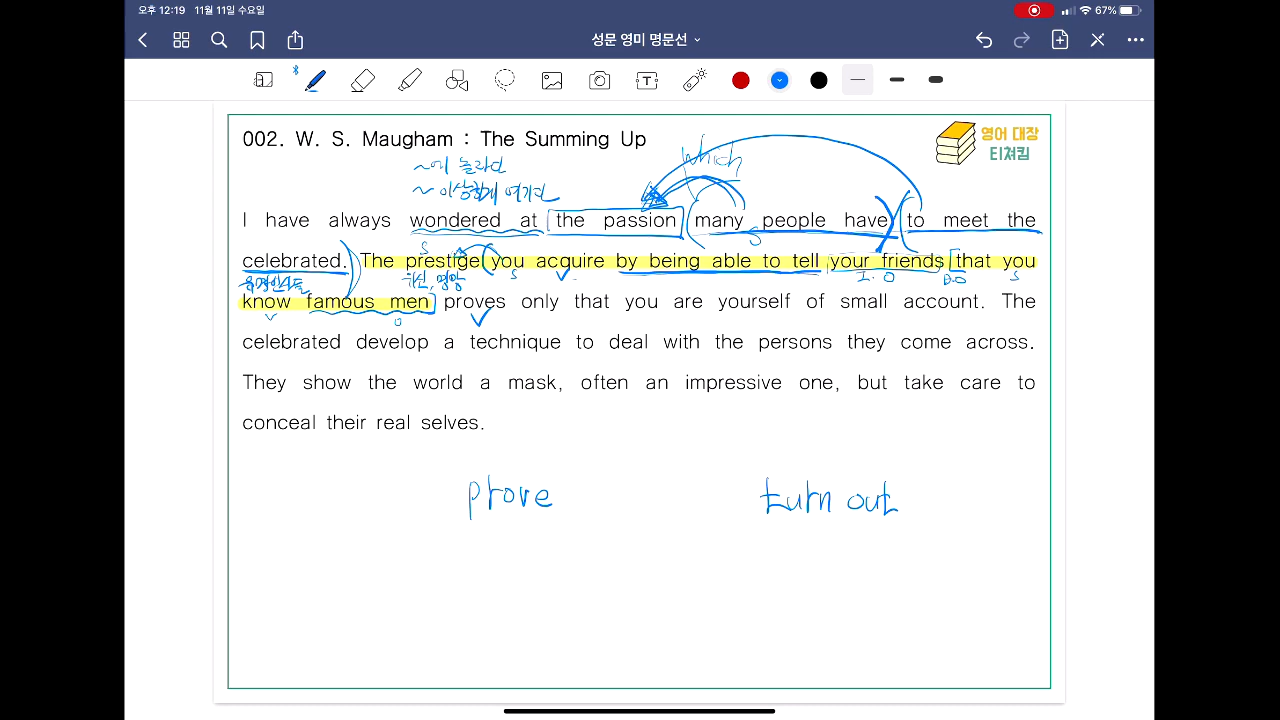 오후 12:19 11월 11일 수요일
67%
성문 영미 명문선
002. W. S. Maugham : The Summing Up
영어 대장
티쳐킴
~에 놀라다
which
~ 이상하게 여기다
I have always wondered at the passion many people have to meet the
S
S
celebrated. The prestige you acquire by being able to tell your friends that you
유명인사들
위신, 명망
S
I.O
D.O
S
know famous men proves only that you are yourself of small account. The
V
O
celebrated develop a technique to deal with the persons they come across.
They show the world a mask, often an impressive one, but take care to
conceal their real selves.
prove turn out